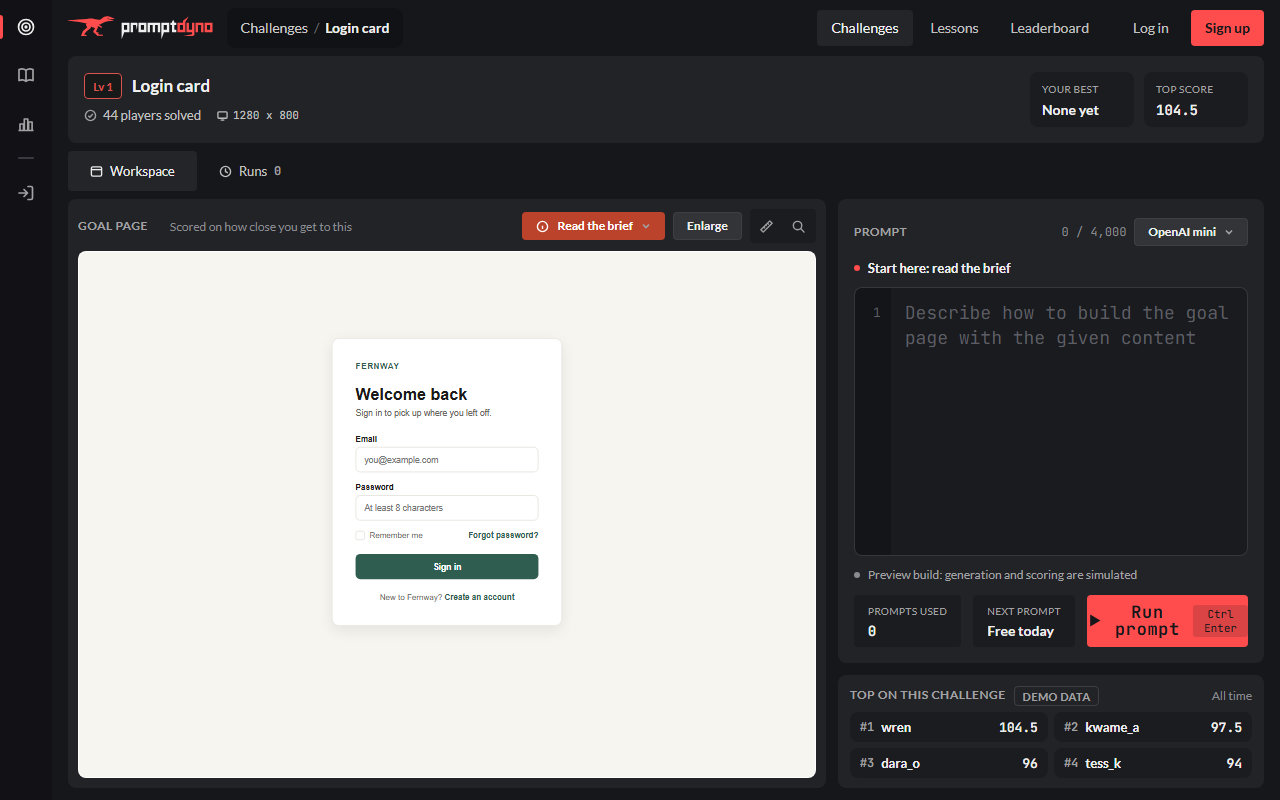 promptdyno
Challenges / Login card
Challenges
Lessons
Leaderboard
Log in
Sign up
Lv 1
Login card
44 players solved
1280 x 800
YOUR BEST
None yet
TOP SCORE
104.5
Workspace
Runs 0
GOAL PAGE
Scored on how close you get to this
Read the brief
Enlarge
FERNWAY
Welcome back
Sign in to pick up where you left off.
Email
you@example.com
Password
At least 8 characters
Remember me
Forgot password?
Sign in
New to Fernway? Create an account
PROMPT
0 / 4,000
OpenAI mini
Start here: read the brief
1
Describe how to build the goal
page with the given content
Preview build: generation and scoring are simulated
PROMPTS USED
0
NEXT PROMPT
Free today
Run
prompt
Ctrl
Enter
TOP ON THIS CHALLENGE
DEMO DATA
All time
#1 wren 104.5
#2 kwame_a 97.5
#3 dara_o 96
#4 tess_k 94